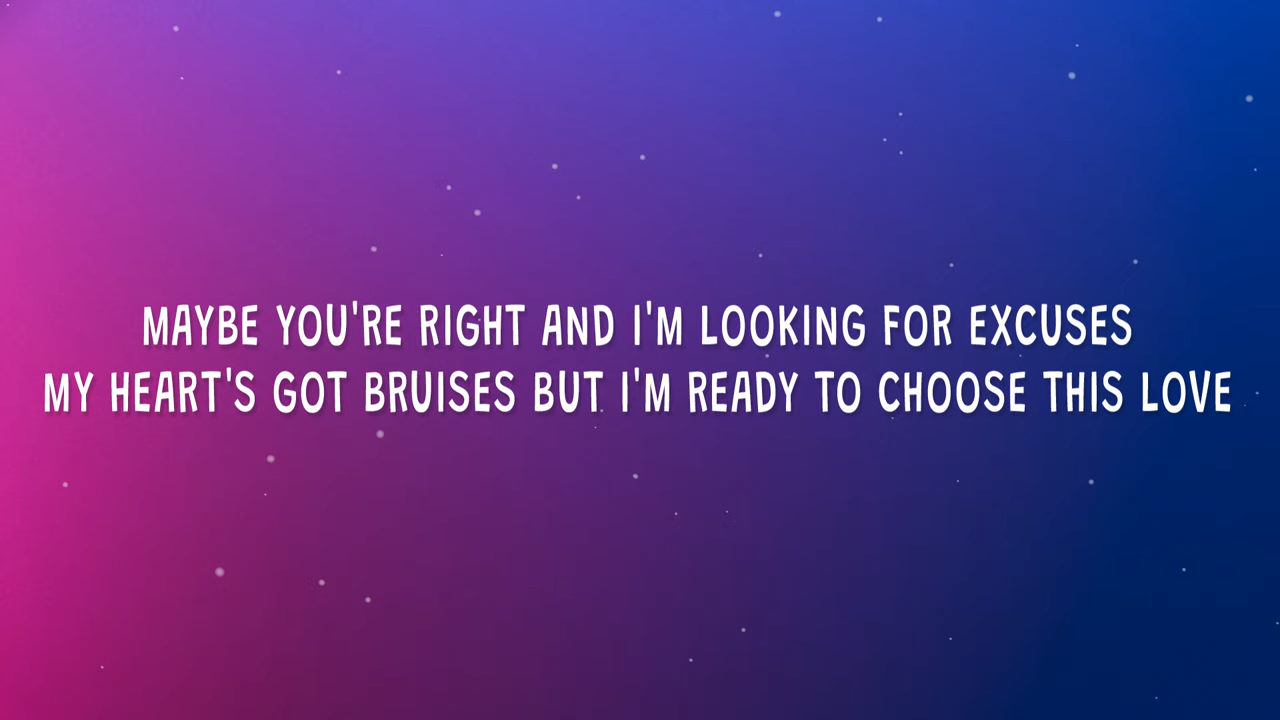 MAYBE YOU'RE RIGHT AND I'M LOOKING FOR EXCUSES
MY HEART'S GOT BRUISES BUT I'M READY TO CHOOSE THIS LOVE